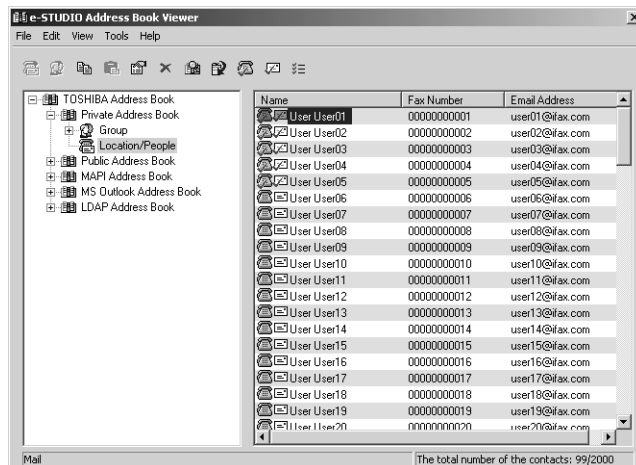 e-STUDIO Address Book Viewer
File Edit View Tools Help
TOSHIBA Address Book
Private Address Book
Group
Location/People
Public Address Book
MAPI Address Book
MS Outlook Address Book
LDAP Address Book
Name Fax Number Email Address
User User01 00000000001 user01@ifax.com
User User02 00000000002 user02@ifax.com
User User03 00000000003 user03@ifax.com
User User04 00000000004 user04@ifax.com
User User05 00000000005 user05@ifax.com
User User06 00000000006 user06@ifax.com
User User07 00000000007 user07@ifax.com
User User08 00000000008 user08@ifax.com
User User09 00000000009 user09@ifax.com
User User10 00000000010 user10@ifax.com
User User11 00000000011 user11@ifax.com
User User12 00000000012 user12@ifax.com
User User13 00000000013 user13@ifax.com
User User14 00000000014 user14@ifax.com
User User15 00000000015 user15@ifax.com
User User16 00000000016 user16@ifax.com
User User17 00000000017 user17@ifax.com
User User18 00000000018 user18@ifax.com
User User19 00000000019 user19@ifax.com
User User20 00000000020 user20@ifax.com
Mail The total number of the contacts: 99/2000